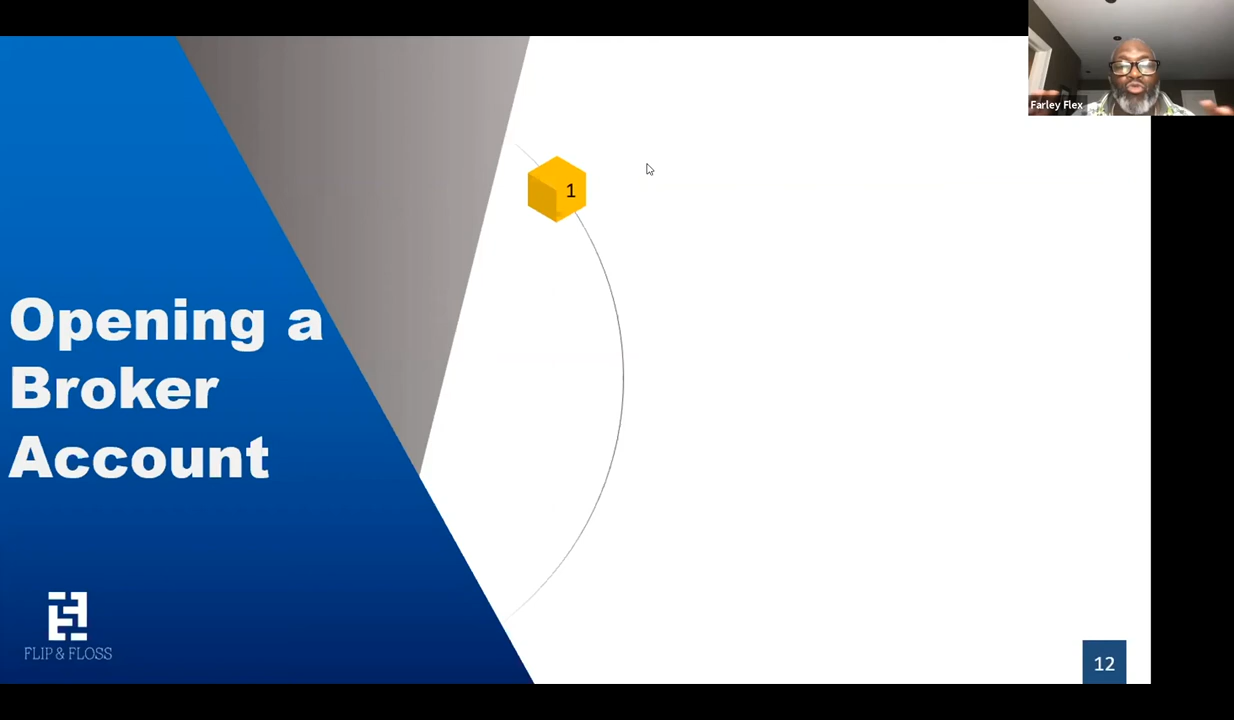 Farley Flex
1
Opening a
Broker
Account
FLIP & FLOSS
12